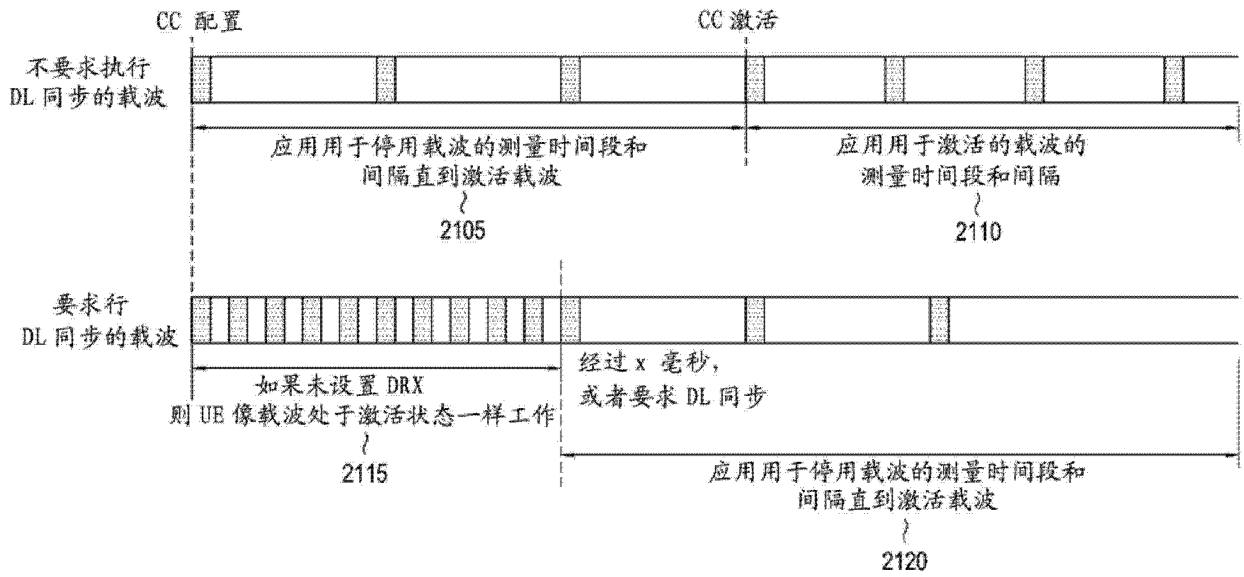 CC 配置
CC 激活
不要求执行
DL 同步的载波
应用用于停用载波的测量时间段和
间隔直到激活载波
2105
应用用于激活的载波的
测量时间段和间隔
2110
要求行
DL 同步的载波
如果未设置 DRX
则 UE 像载波处于激活状态一样工作
2115
经过 x 毫秒，
或者要求 DL 同步
应用用于停用载波的测量时间段和
间隔直到激活载波
2120